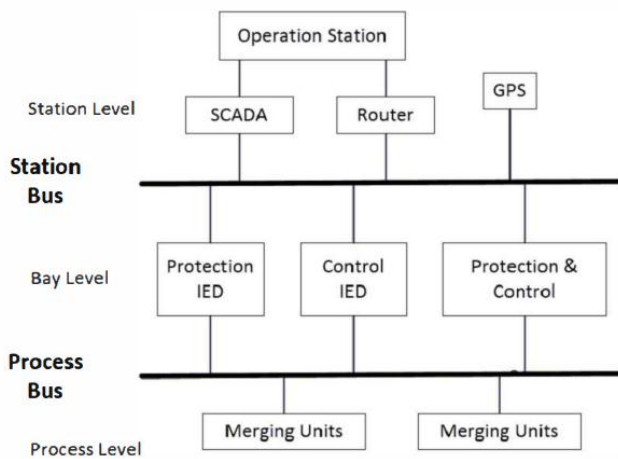 Operation Station
GPS
Station Level
SCADA
Router
Station
Bus
Protection
IED
Control
IED
Protection &
Control
Bay Level
Process
Bus
Merging Units
Merging Units
Process Level